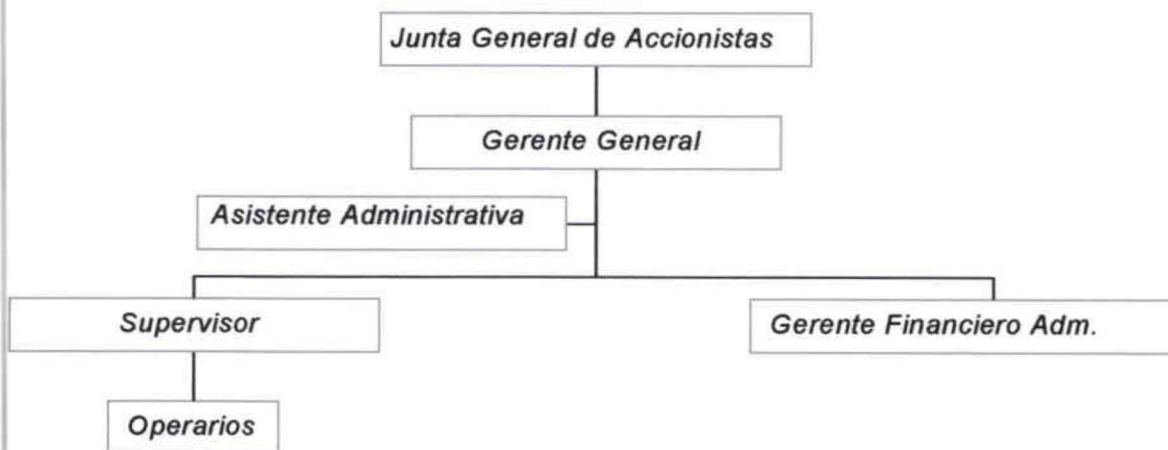 Junta General de Accionistas
Gerente General
Asistente Administrativa
Supervisor
Gerente Financiero Adm.
Operarios